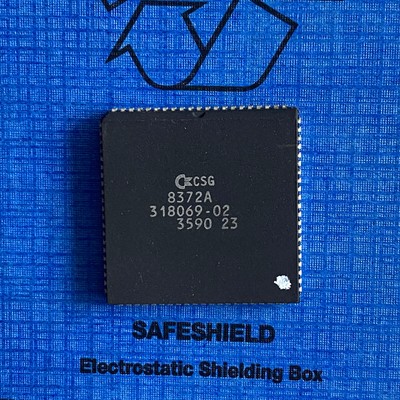 CSG
8372A
318069-02
3590 23
SAFESHIELD
Electrostatic Shielding Box